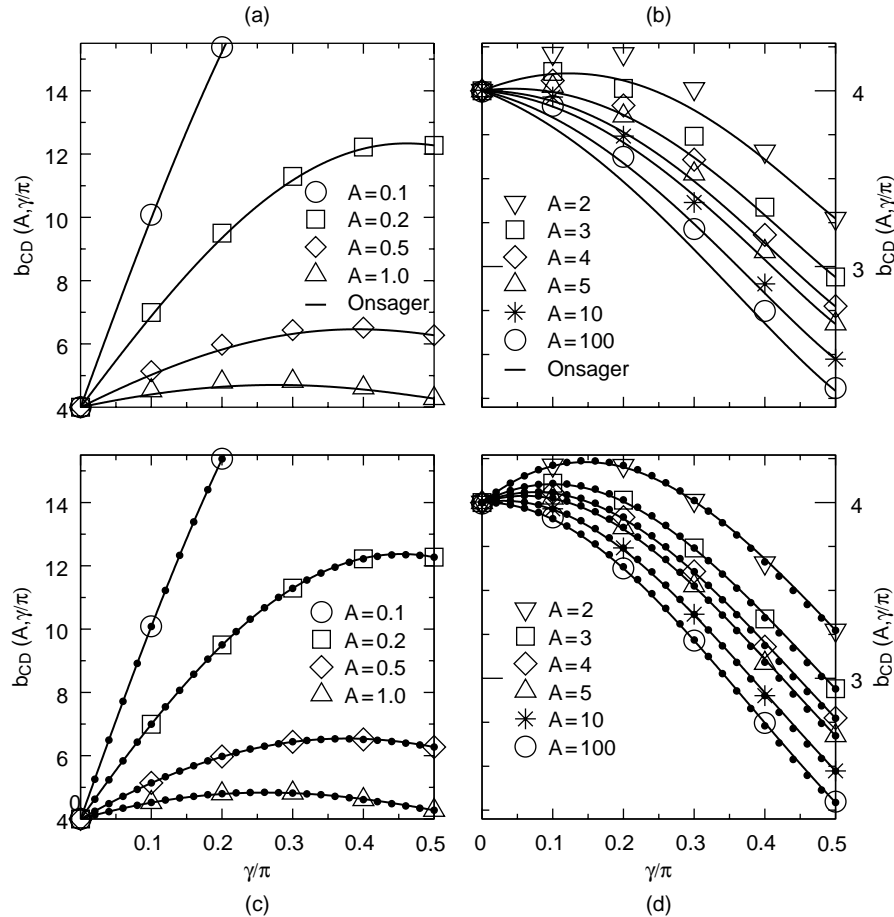 (a)
(b)
14
12
10
8
6
4
b_CD (A,γ/π)
A=0.1
A=0.2
A=0.5
A=1.0
Onsager
4
3
b_CD (A,γ/π)
A=2
A=3
A=4
A=5
A=10
A=100
Onsager
14
12
10
8
6
4
0
b_CD (A,γ/π)
A=0.1
A=0.2
A=0.5
A=1.0
0.1 0.2 0.3 0.4 0.5
γ/π
(c)
4
3
b_CD (A,γ/π)
A=2
A=3
A=4
A=5
A=10
A=100
0 0.1 0.2 0.3 0.4 0.5
γ/π
(d)